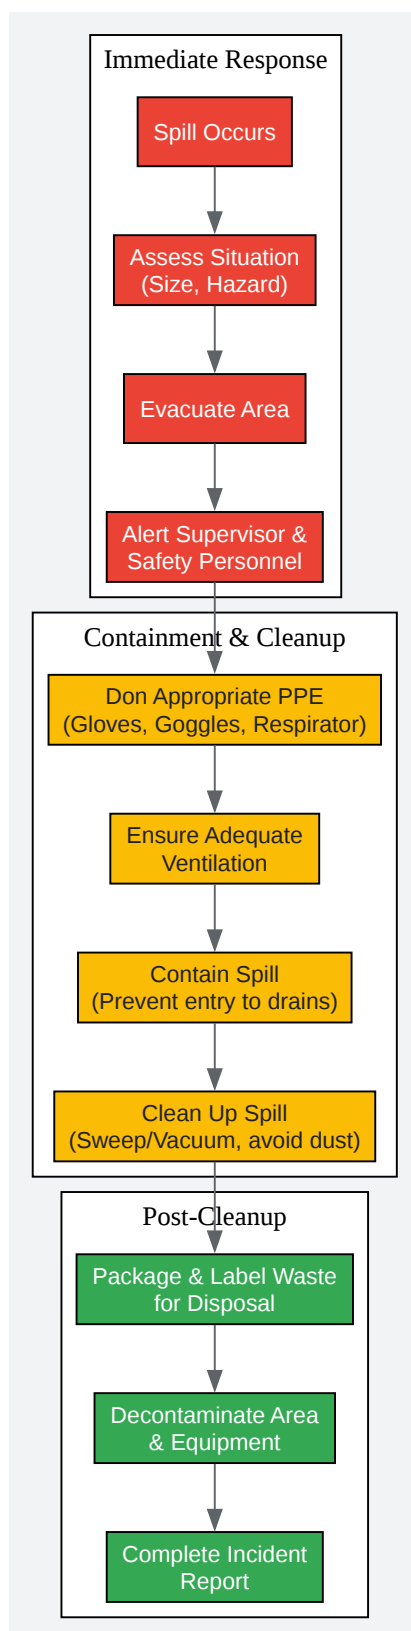 Immediate Response
Spill Occurs
Assess Situation
(Size, Hazard)
Evacuate Area
Alert Supervisor &
Safety Personnel
Containment & Cleanup
Don Appropriate PPE
(Gloves, Goggles, Respirator)
Ensure Adequate
Ventilation
Contain Spill
(Prevent entry to drains)
Clean Up Spill
(Sweep/Vacuum, avoid dust)
Post-Cleanup
Package & Label Waste
for Disposal
Decontaminate Area
& Equipment
Complete Incident
Report